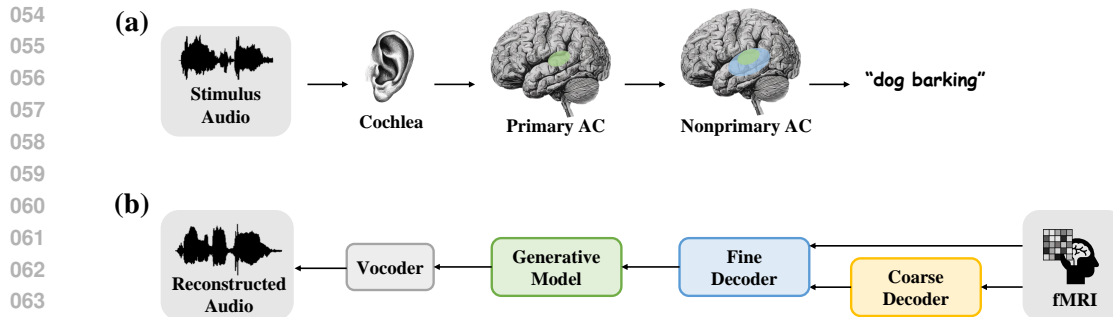 054
055
056
057
058
059
060
061
062
063
(a)
Stimulus
Audio
Cochlea
Primary AC
Nonprimary AC
“dog barking”
(b)
Reconstructed
Audio
Vocoder
Generative
Model
Fine
Decoder
Coarse
Decoder
fMRI